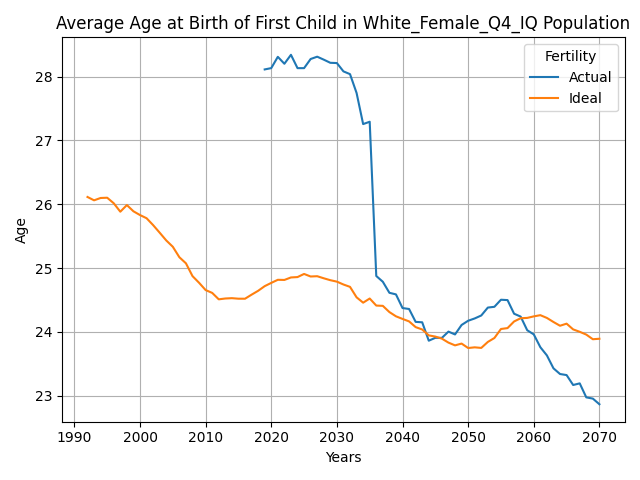 Average Age at Birth of First Child in White_Female_Q4_IQ Population
Fertility
Actual
Ideal
28
27
26
25
24
23
Age
1990
2000
2010
2020
2030
2040
2050
2060
2070
Years